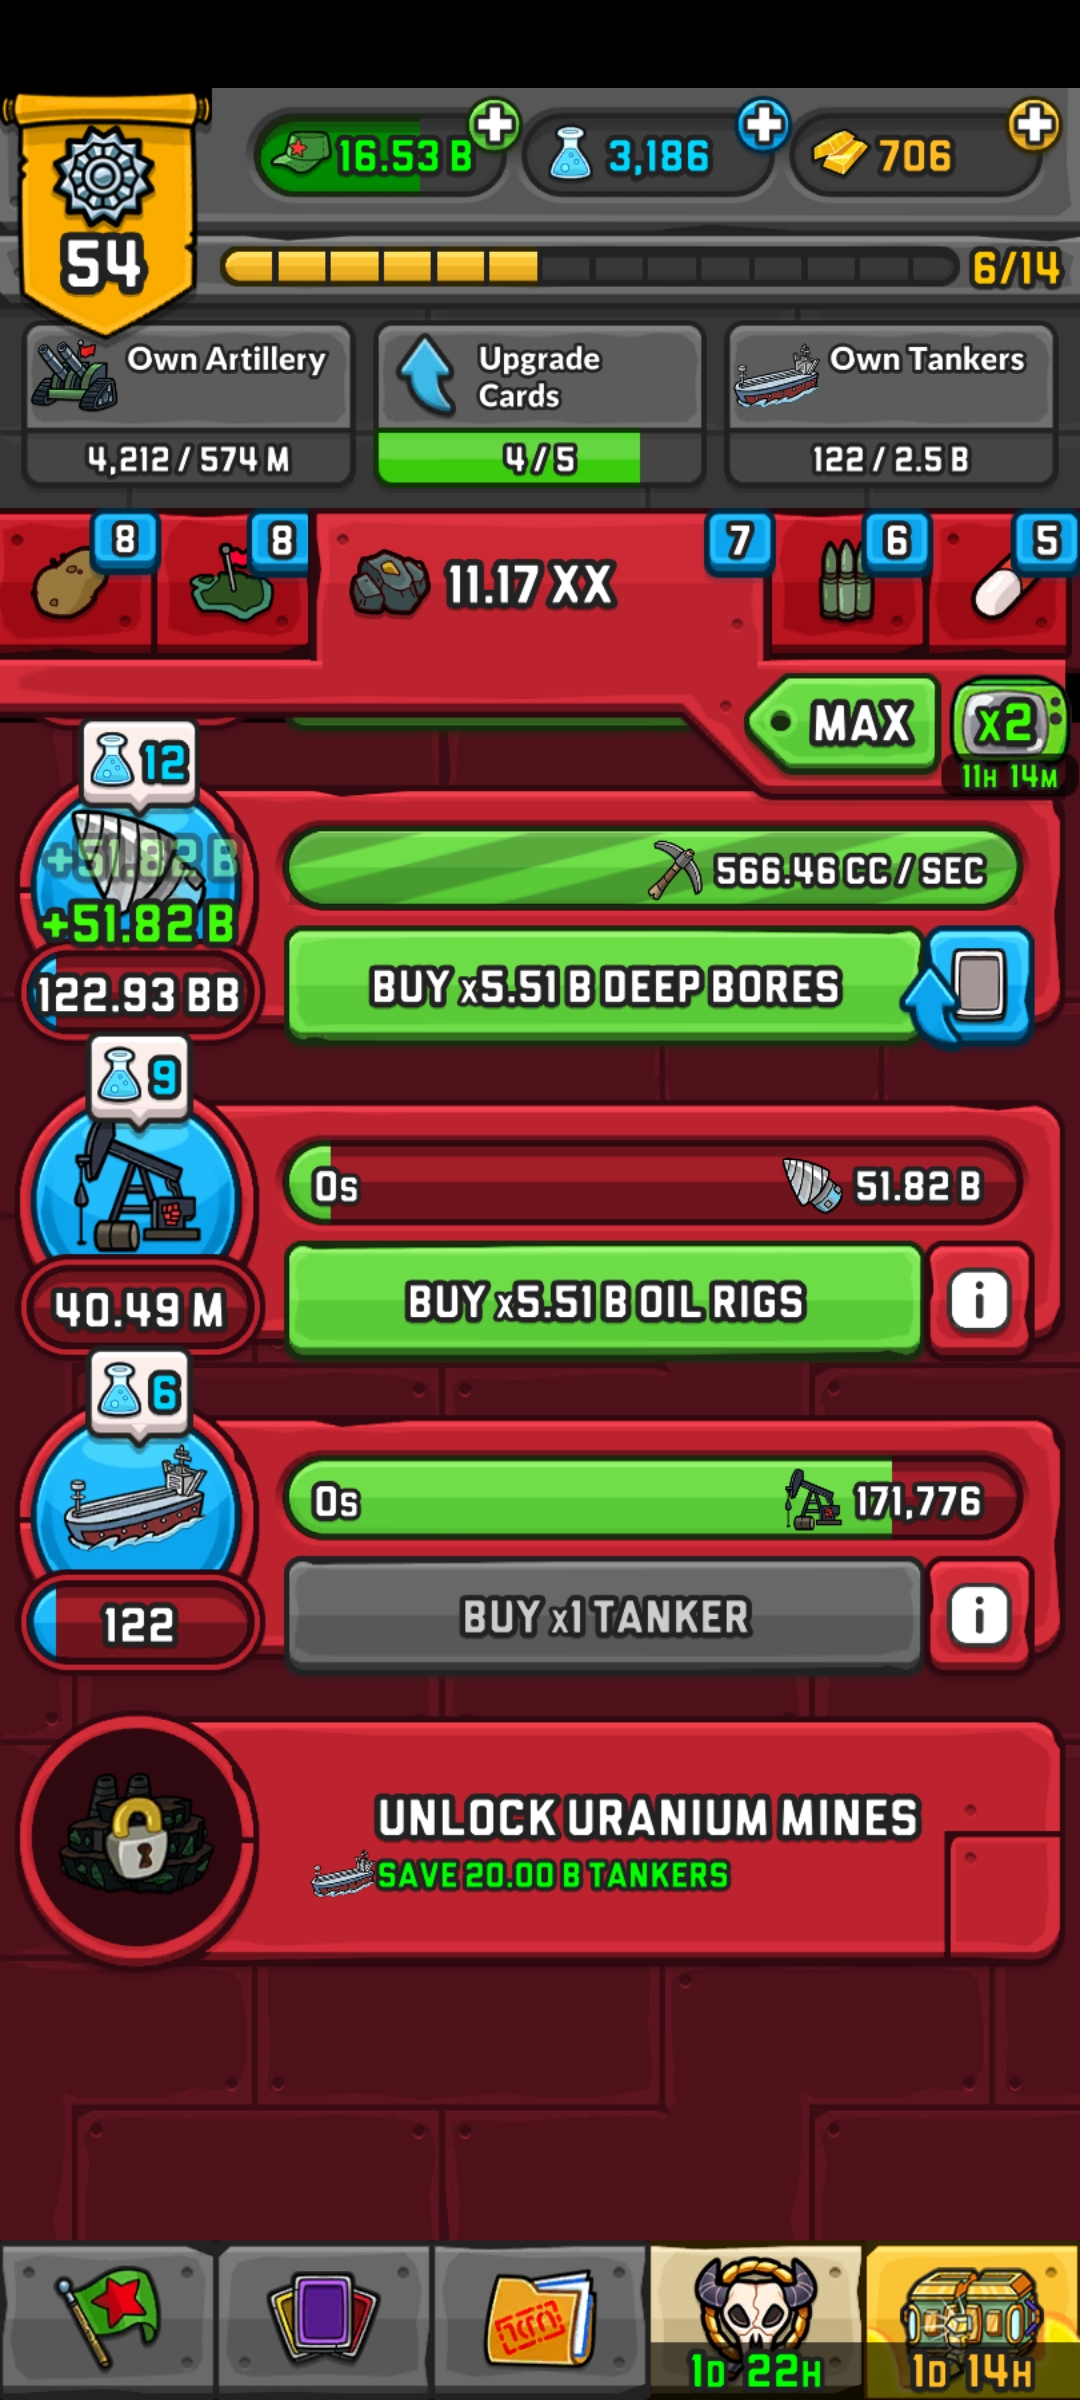 16.53 B
3,186
706
54
6/14
Own Artillery
4,212 / 574 M
Upgrade
Cards
4 / 5
Own Tankers
122 / 2.5 B
8
8
11.17 XX
7
6
5
MAX
x2
11H 14M
12
+51.82 B
+51.82 B
122.93 BB
566.46 CC / SEC
BUY x5.51 B DEEP BORES
9
0s
51.82 B
40.49 M
BUY x5.51 B OIL RIGS
i
6
0s
171,776
122
BUY x1 TANKER
i
UNLOCK URANIUM MINES
SAVE 20.00 B TANKERS
1D 22H
1D 14H